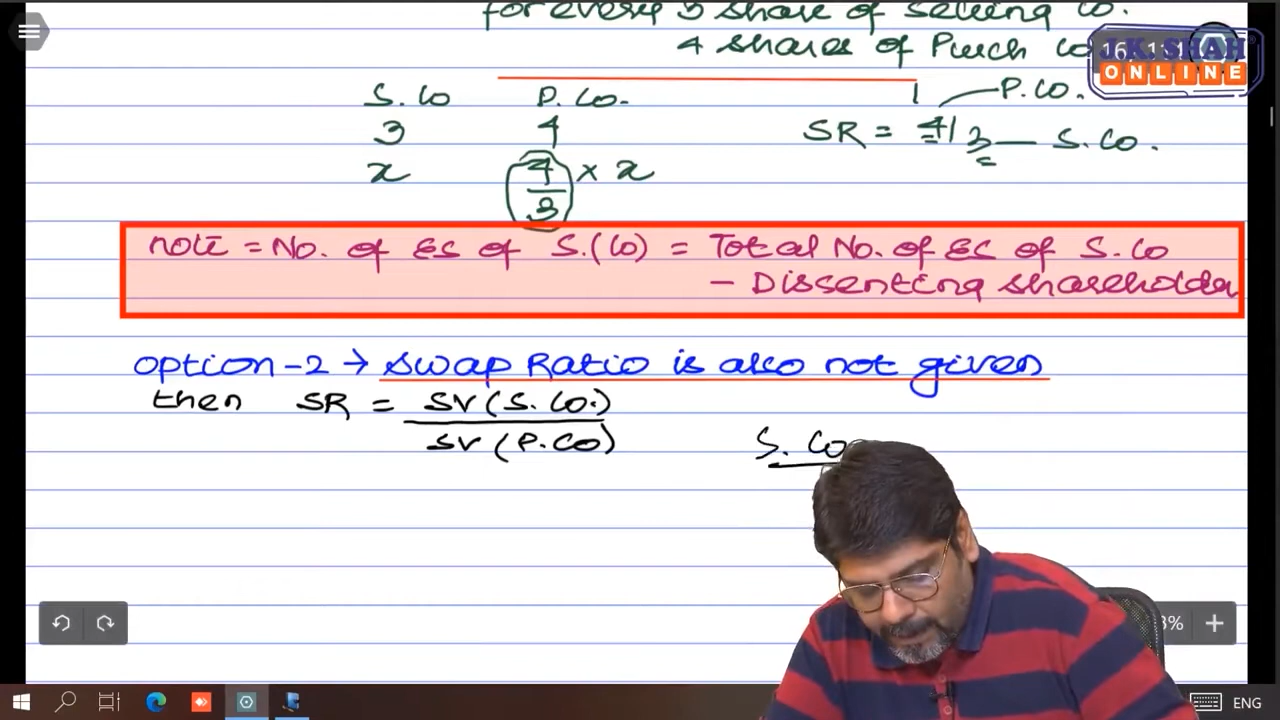 for every 3 share of selling co.
4 shares of Purch co
J.K. SHAH
ONLINE
S. Co P. Co.
1 P. Co.
3 4
SR = 4/3 S. Co.
x 4/3 × x
note = No. of ES of S.(Co) = Total No. of ES of S. Co
- Dissenting shareholder
option-2 → Swap Ratio is also not given
then SR = SV (S. Co.)
SV (P. Co)
S. Co
3%
ENG